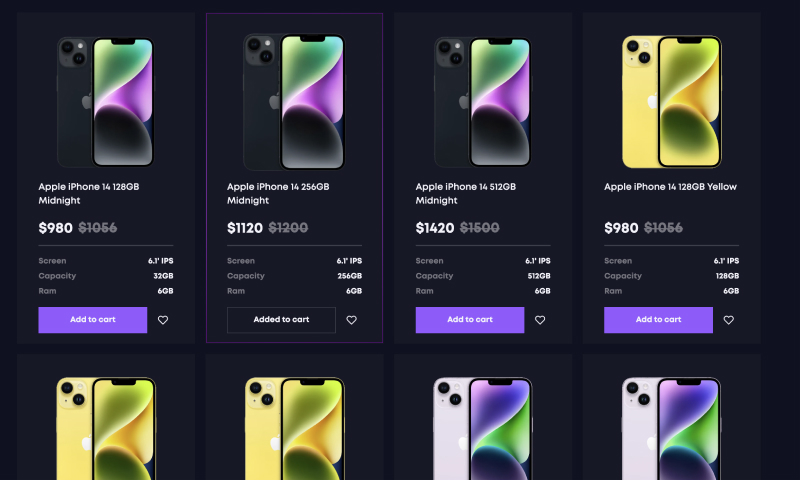 Apple iPhone 14 128GB
Midnight
$980 $1056
Screen 6.1' IPS
Capacity 32GB
Ram 6GB
Add to cart
Apple iPhone 14 256GB
Midnight
$1120 $1200
Screen 6.1' IPS
Capacity 256GB
Ram 6GB
Added to cart
Apple iPhone 14 512GB
Midnight
$1420 $1500
Screen 6.1' IPS
Capacity 512GB
Ram 6GB
Add to cart
Apple iPhone 14 128GB Yellow
$980 $1056
Screen 6.1' IPS
Capacity 128GB
Ram 6GB
Add to cart